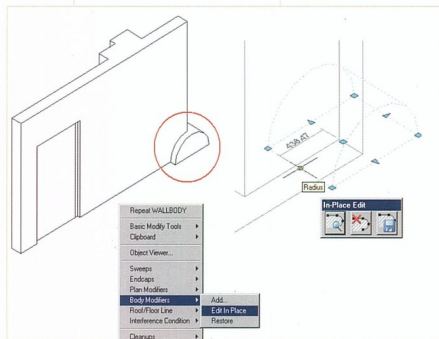 Radius
In-Place Edit
Repeat WALLBODY
Basic Modify Tools
Clipboard
Object Viewer...
Sweeps
Endcaps
Plan Modifiers
Body Modifiers
Roof/Floor Line
Interference Condition
Cleanups
Add...
Edit In Place
Restore